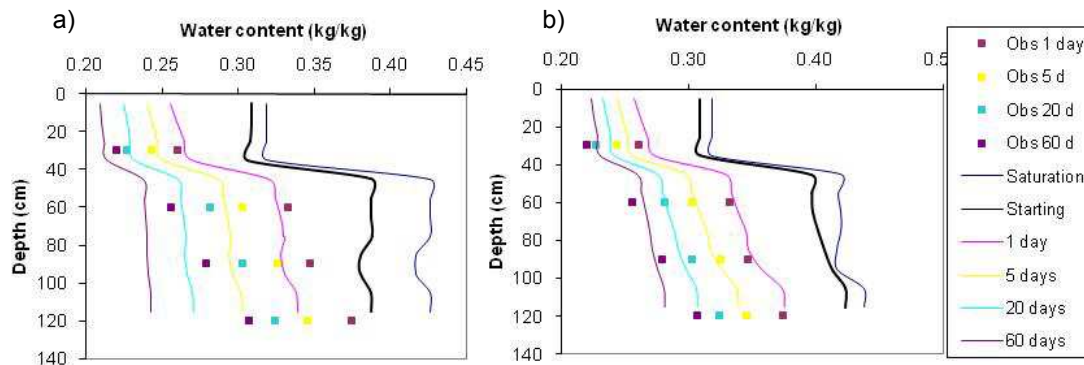 a)
Water content (kg/kg)
0.20 0.25 0.30 0.35 0.40 0.45
0
20
40
60
80
100
120
140
Depth (cm)
b)
Water content (kg/kg)
0.20 0.30 0.40 0.5
0
20
40
60
80
100
120
140
Depth (cm)
Obs 1 day
Obs 5 d
Obs 20 d
Obs 60 d
Saturation
Starting
1 day
5 days
20 days
60 days